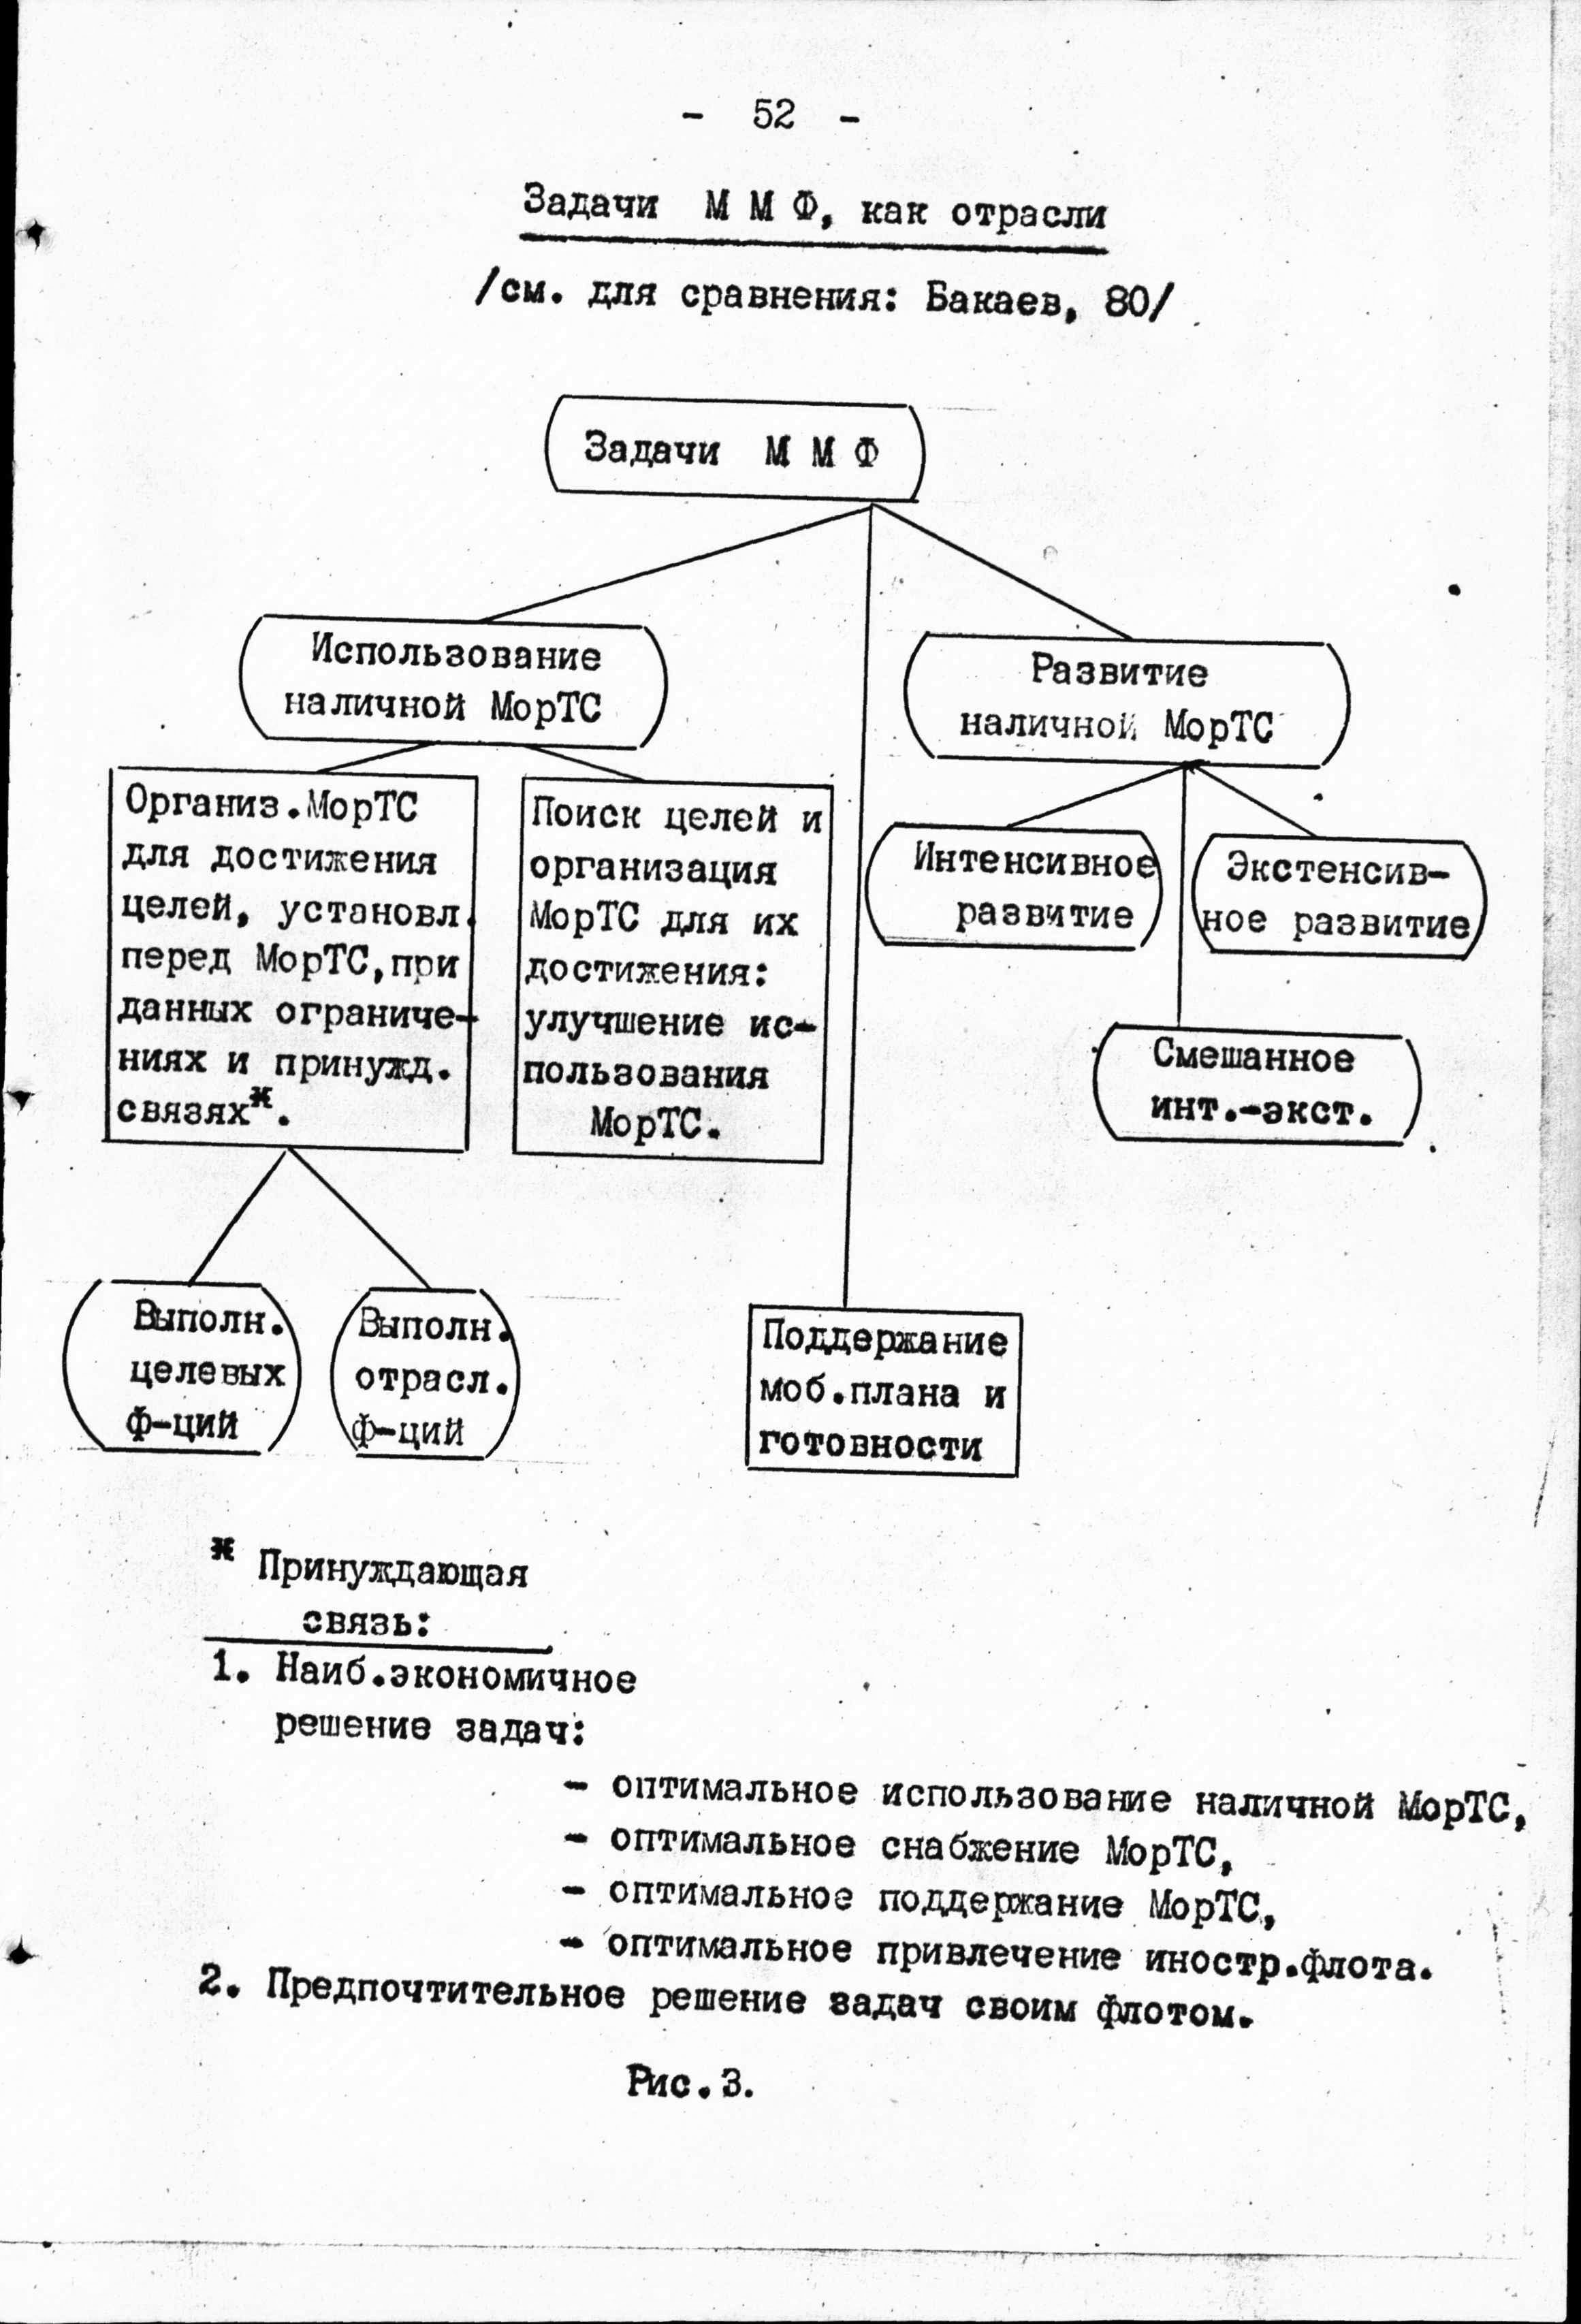 - 52 -
Задачи М М Ф, как отрасли
/см. для сравнения: Бакаев, 80/
Задачи М М Ф
Использование
наличной МорТС
Развитие
наличной МорТС
Организ.МорТС
для достижения
целей, установл.
перед МорТС,при
данных ограниче-
ниях и принужд.
связях*.
Поиск целей и
организация
МорТС для их
достижения:
улучшение ис-
пользования
МорТС.
Интенсивное
развитие
Экстенсив-
ное развитие
Смешанное
инт.-экст.
Выполн.
целевых
Ф-ций
Выполн.
отрасл.
Ф-ций
Поддержание
моб.плана и
готовности
* Принуждающая
связь:
1. Наиб.экономичное
решение задач:
- оптимальное использование наличной МорТС,
- оптимальное снабжение МорТС,
- оптимальное поддержание МорТС,
- оптимальное привлечение иностр.флота.
2. Предпочтительное решение задач своим флотом.
Рис.3.